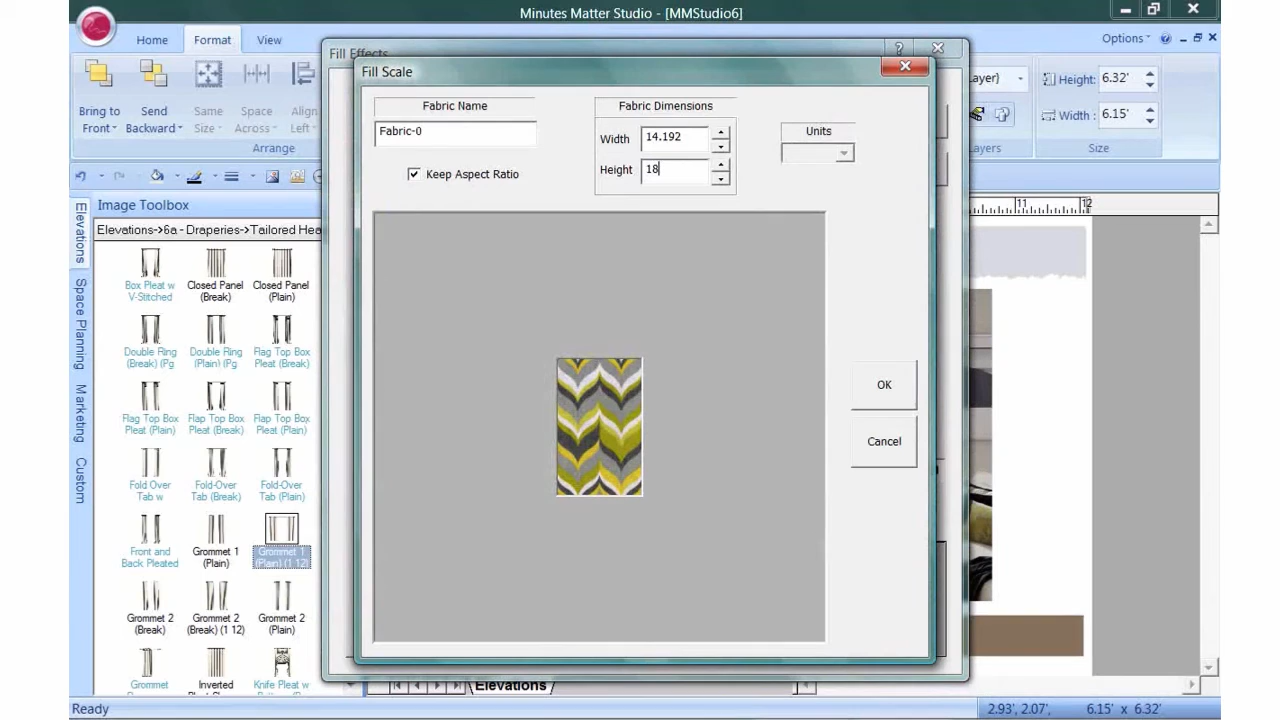 Minutes Matter Studio - [MMStudio6]
Home
Format
View
Options
Bring to
Front
Send
Backward
Same
Size
Space
Across
Align
Arrange
Layer)
Height: 6.32'
Width : 6.15'
ayers
Size
Fill Effects
Fill Scale
Fabric Name
Fabric-0
Keep Aspect Ratio
Fabric Dimensions
Width 14.192
Height 18
Units
OK
Cancel
11
12
Image Toolbox
Elevations->6a - Draperies->Tailored Hea
Elevations
Space Planning
Marketing
Custom
Box Pleat w
V-Stitched
Closed Panel
(Break)
Closed Panel
(Plain)
Double Ring
(Break) (Pg
Double Ring
(Plain) (Pg
Flag Top Box
Pleat (Break)
Flag Top Box
Pleat (Plain)
Flap Top Box
Pleat (Break)
Flap Top Box
Pleat (Plain)
Fold Over
Tab w
Fold-Over
Tab (Break)
Fold-Over
Tab (Plain)
Front and
Back Pleated
Grommet 1
(Plain)
Grommet 1
(Plain) (1 12)
Grommet 2
(Break)
Grommet 2
(Break) (1 12)
Grommet 2
(Plain)
Grommet
Inverted
Knife Pleat w
Elevations
Ready
2.93', 2.07'
6.15' x 6.32'